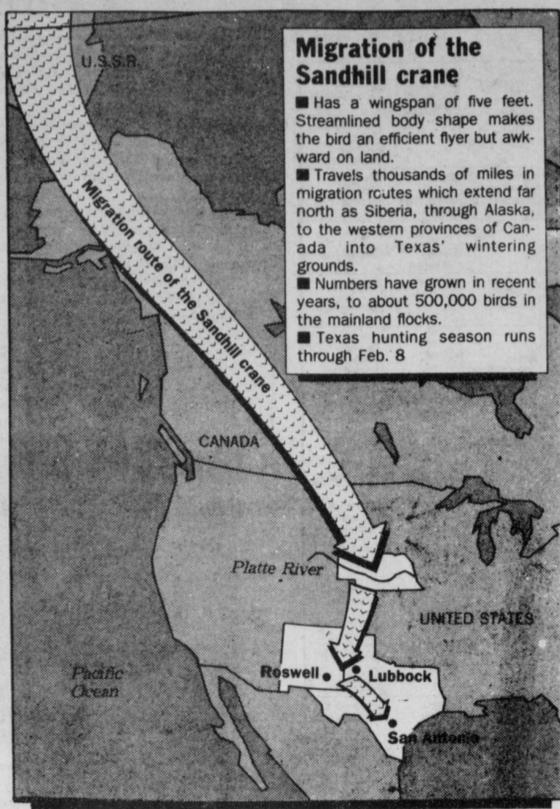 Migration of the
Sandhill crane
■ Has a wingspan of five feet.
Streamlined body shape makes
the bird an efficient flyer but awk-
ward on land.
■ Travels thousands of miles in
migration routes which extend far
north as Siberia, through Alaska,
to the western provinces of Can-
ada into Texas' wintering
grounds.
■ Numbers have grown in recent
years, to about 500,000 birds in
the mainland flocks.
■ Texas hunting season runs
through Feb. 8
U.S.S.R.
Migration route of the Sandhill crane
CANADA
Platte River
UNITED STATES
Roswell
Lubbock
Pacific
Ocean
San Antonio